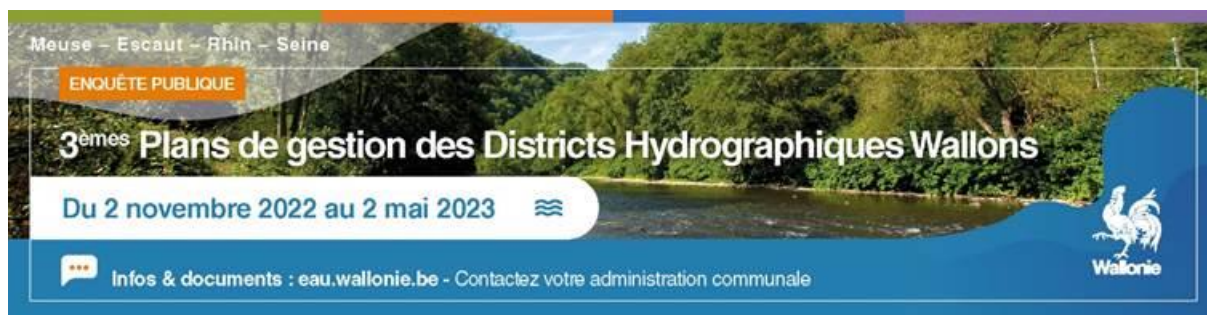 Meuse – Escaut – Rhin – Seine
ENQUÊTE PUBLIQUE
3èmes Plans de gestion des Districts Hydrographiques Wallons
Du 2 novembre 2022 au 2 mai 2023
Infos & documents : eau.wallonie.be - Contactez votre administration communale
Wallonie